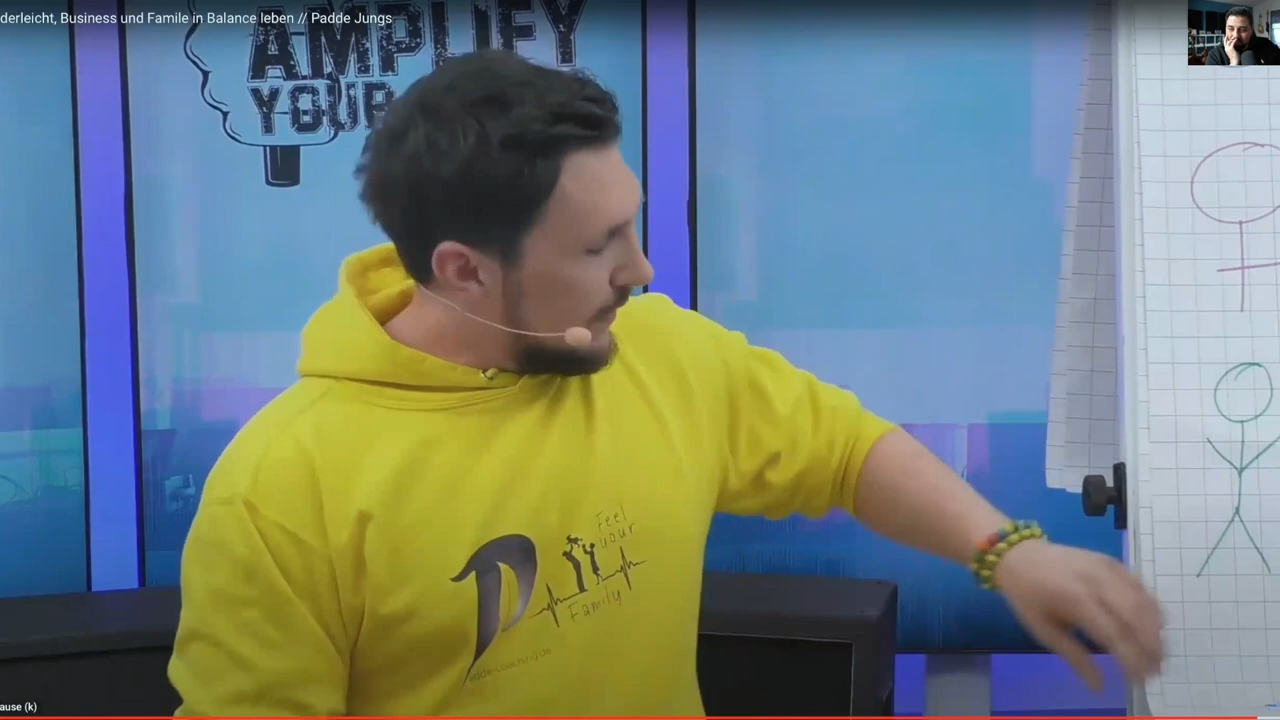 derleicht, Business und Famile in Balance leben // Padde Jungs
AMPLIFY
YOUR
Feel
your
Family
ause (k)